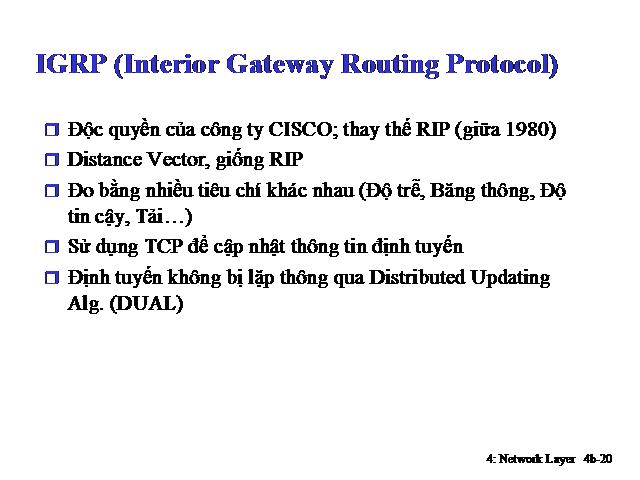 IGRP (Interior Gateway Routing Protocol)
Độc quyền của công ty CISCO; thay thế RIP (giữa 1980)
Distance Vector, giống RIP
Đo bằng nhiều tiêu chí khác nhau (Độ trễ, Băng thông, Độ
tin cậy, Tải…)
Sử dụng TCP để cập nhật thông tin định tuyến
Định tuyến không bị lặp thông qua Distributed Updating
Alg. (DUAL)
4: Network Layer 4b-20